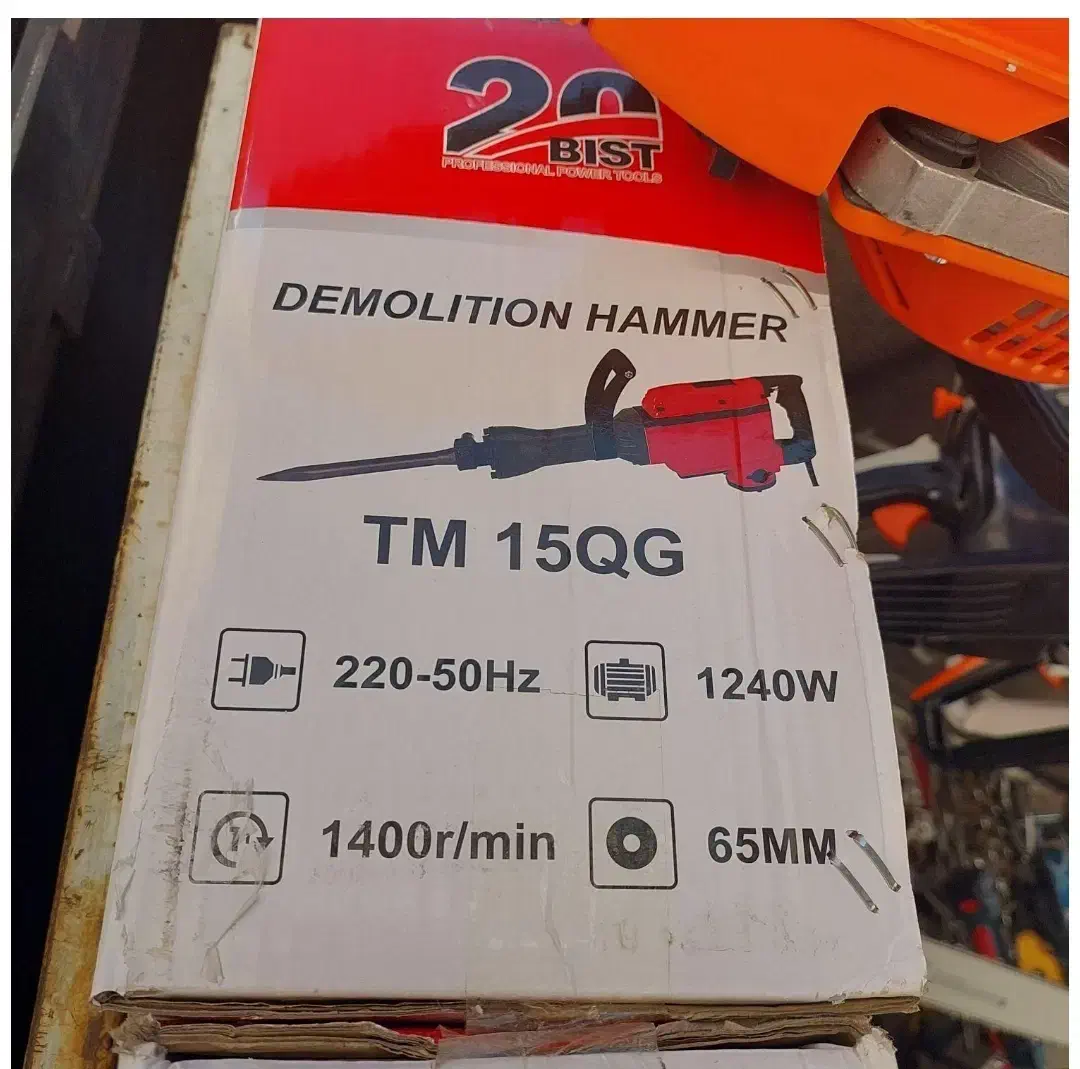 20
BIST
PROFESSIONAL POWER TOOLS
DEMOLITION HAMMER
TM 15QG
220-50Hz
1240W
1400r/min
65MM